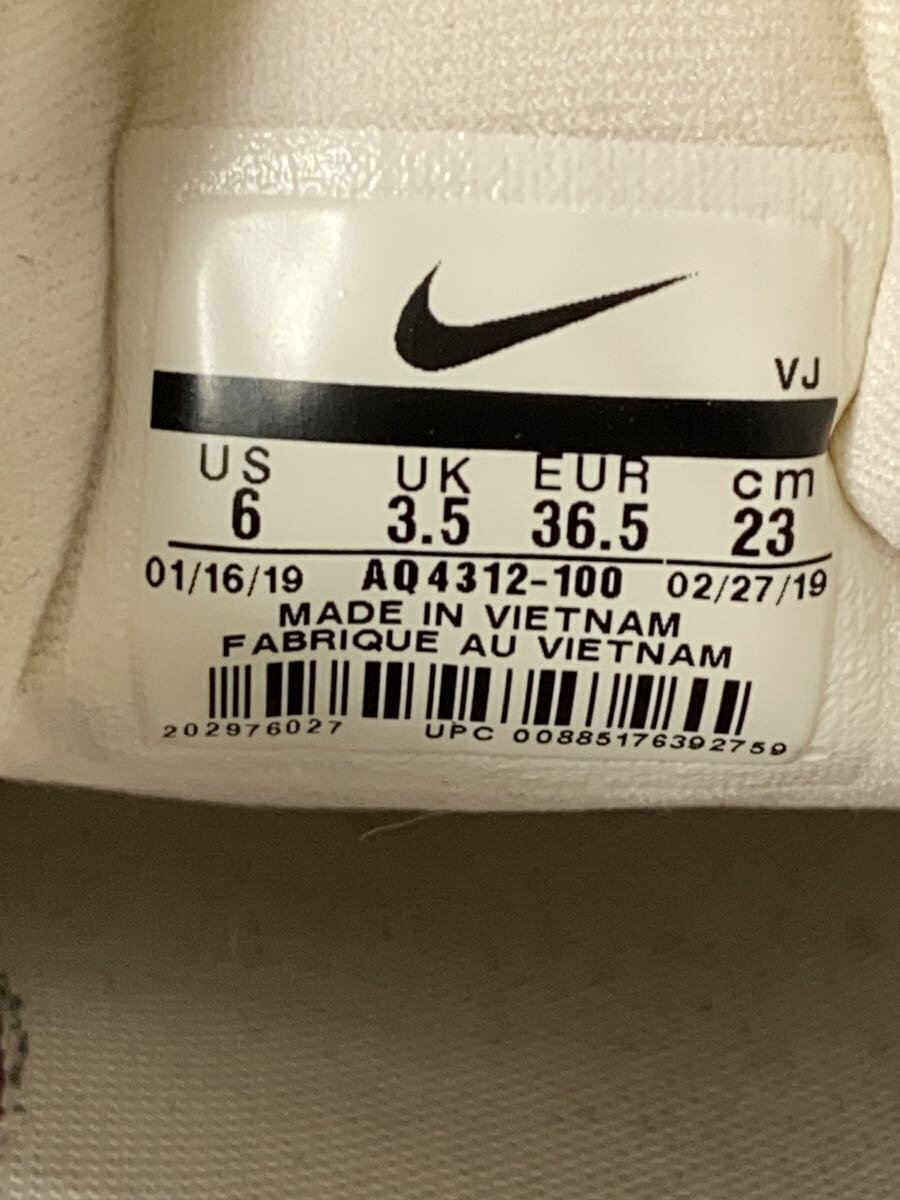 VJ
US UK EUR cm
6 3.5 36.5 23
01/16/19 AQ4312-100 02/27/19
MADE IN VIETNAM
FABRIQUE AU VIETNAM
202976027 UPC 00885176392759